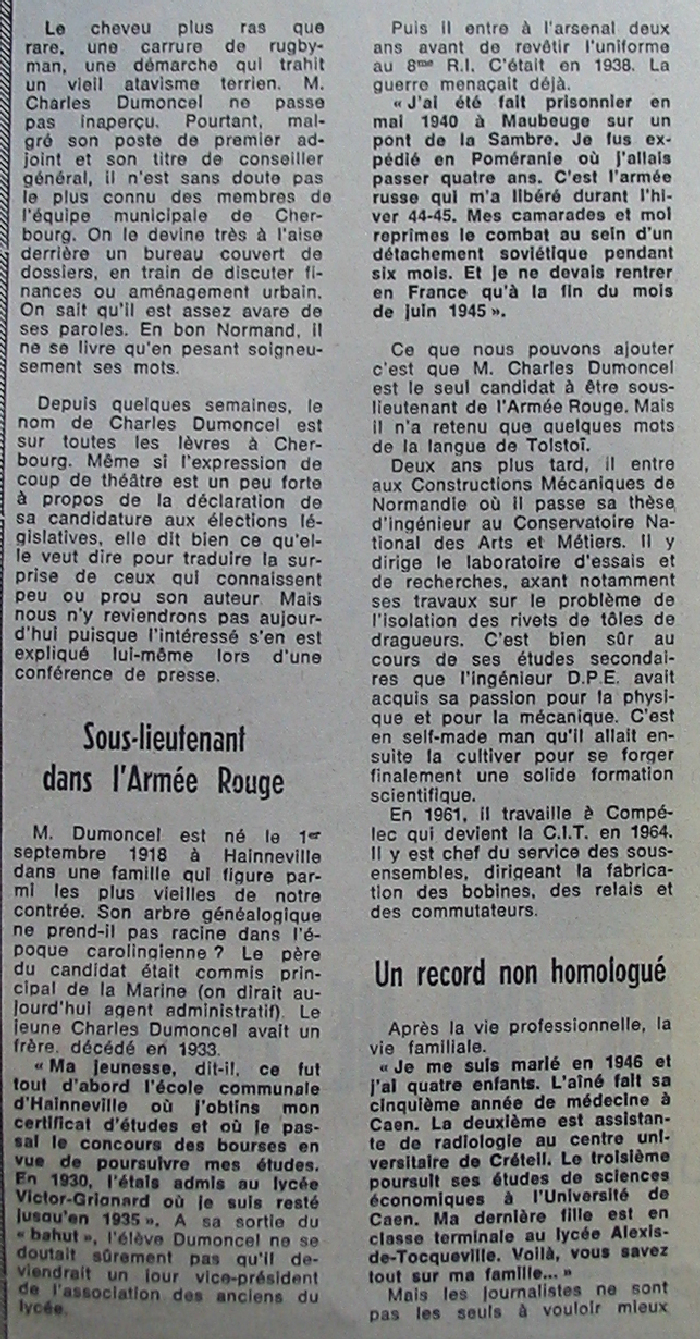 Le cheveu plus ras que
rare, une carrure de rugby-
man, une démarche qui trahit
un vieil atavisme terrien. M.
Charles Dumoncel ne passe
pas inaperçu. Pourtant, mal-
gré son poste de premier ad-
joint et son titre de conseiller
général, il n'est sans doute pas
le plus connu des membres de
l'équipe municipale de Cher-
bourg. On le devine très à l'aise
derrière un bureau couvert de
dossiers, en train de discuter fi-
nances ou aménagement urbain.
On sait qu'il est assez avare de
ses paroles. En bon Normand, il
ne se livre qu'en pesant soigneu-
sement ses mots.
Depuis quelques semaines, le
nom de Charles Dumoncel est
sur toutes les lèvres à Cher-
bourg. Même si l'expression de
coup de théâtre est un peu forte
à propos de la déclaration de
sa candidature aux élections lé-
gislatives, elle dit bien ce qu'el-
le veut dire pour traduire la sur-
prise de ceux qui connaissent
peu ou prou son auteur. Mais
nous n'y reviendrons pas aujour-
d'hui puisque l'intéressé s'en est
expliqué lui-même lors d'une
conférence de presse.
Sous-lieutenant
dans l'Armée Rouge
M. Dumoncel est né le 1er
septembre 1918 à Hainneville
dans une famille qui figure par-
mi les plus vieilles de notre
contrée. Son arbre généalogique
ne prend-il pas racine dans l'é-
poque carolingienne ? Le père
du candidat était commis prin-
cipal de la Marine (on dirait au-
jourd'hui agent administratif). Le
jeune Charles Dumoncel avait un
frère, décédé en 1933.
« Ma jeunesse, dit-il, ce fut
tout d'abord l'école communale
d'Hainneville où j'obtins mon
certificat d'études et où je pas-
sai le concours des bourses en
vue de poursuivre mes études.
En 1930, j'étais admis au lycée
Victor-Grignard où je suis resté
jusqu'en 1935 ». A sa sortie du
« bahut », l'élève Dumoncel ne se
doutait sûrement pas qu'il de-
viendrait un jour vice-président
de l'association des anciens du
lycée.
Puis il entre à l'arsenal deux
ans avant de revêtir l'uniforme
au 8me R.I. C'était en 1938. La
guerre menaçait déjà.
« J'ai été fait prisonnier en
mai 1940 à Maubeuge sur un
pont de la Sambre. Je fus ex-
pédié en Poméranie où j'allais
passer quatre ans. C'est l'armée
russe qui m'a libéré durant l'hi-
ver 44-45. Mes camarades et moi
reprîmes le combat au sein d'un
détachement soviétique pendant
six mois. Et je ne devais rentrer
en France qu'à la fin du mois
de juin 1945 ».
Ce que nous pouvons ajouter
c'est que M. Charles Dumoncel
est le seul candidat à être sous-
lieutenant de l'Armée Rouge. Mais
il n'a retenu que quelques mots
de la langue de Tolstoï.
Deux ans plus tard, il entre
aux Constructions Mécaniques de
Normandie où il passe sa thèse
d'ingénieur au Conservatoire Na-
tional des Arts et Métiers. Il y
dirige le laboratoire d'essais et
de recherches, axant notamment
ses travaux sur le problème de
l'isolation des rivets de tôles de
dragueurs. C'est bien sûr au
cours de ses études secondai-
res que l'ingénieur D.P.E. avait
acquis sa passion pour la physi-
que et pour la mécanique. C'est
en self-made man qu'il allait en-
suite la cultiver pour se forger
finalement une solide formation
scientifique.
En 1961, il travaille à Compé-
lec qui devient la C.I.T. en 1964.
Il y est chef du service des sous-
ensembles, dirigeant la fabrica-
tion des bobines, des relais et
des commutateurs.
Un record non homologué
Après la vie professionnelle, la
vie familiale.
« Je me suis marié en 1946 et
j'ai quatre enfants. L'aîné fait sa
cinquième année de médecine à
Caen. La deuxième est assistan-
te de radiologie au centre uni-
versitaire de Créteil. Le troisième
poursuit ses études de sciences
économiques à l'Université de
Caen. Ma dernière fille est en
classe terminale au lycée Alexis-
de-Tocqueville. Voilà, vous savez
tout sur ma famille... »
Mais les journalistes ne sont
pas les seuls à vouloir mieux